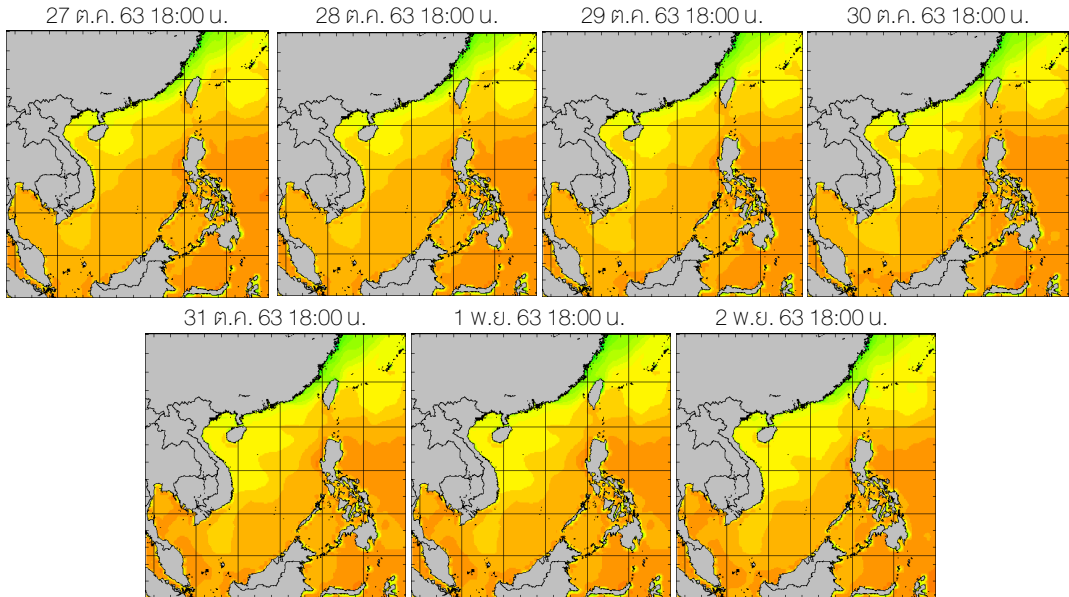 27 ต.ค. 63 18:00 น.
28 ต.ค. 63 18:00 น.
29 ต.ค. 63 18:00 น.
30 ต.ค. 63 18:00 น.
31 ต.ค. 63 18:00 น.
1 พ.ย. 63 18:00 น.
2 พ.ย. 63 18:00 น.